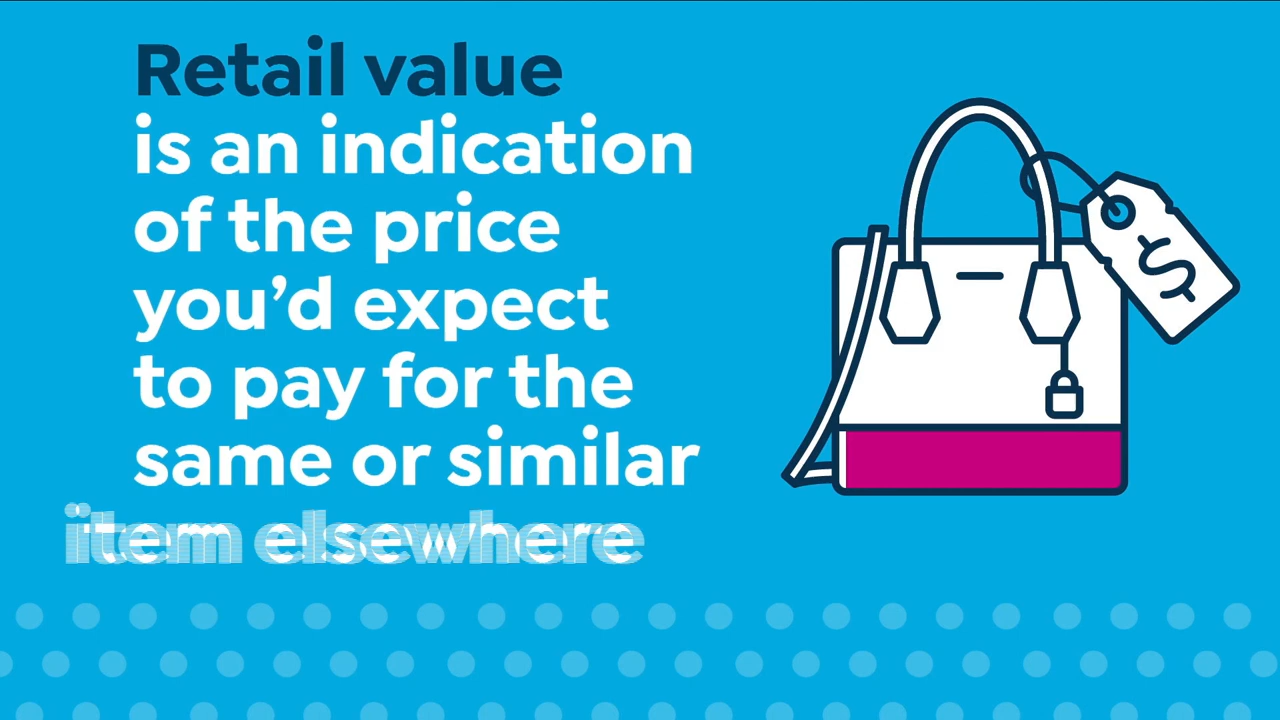 Retail value
is an indication
of the price
you’d expect
to pay for the
same or similar
item elsewhere
$